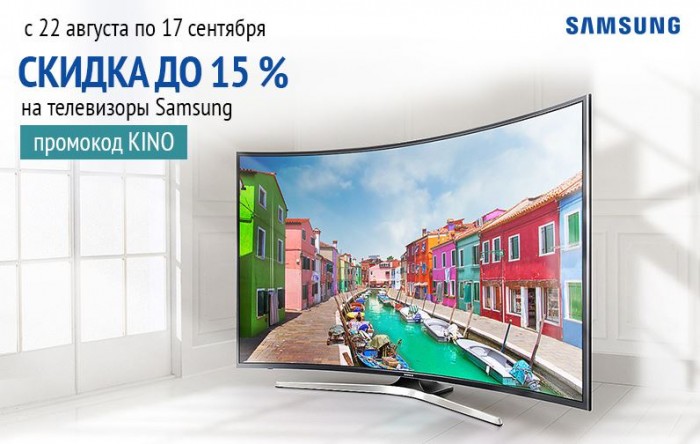 с 22 августа по 17 сентября
SAMSUNG
СКИДКА ДО 15 %
на телевизоры Samsung
промокод KINO